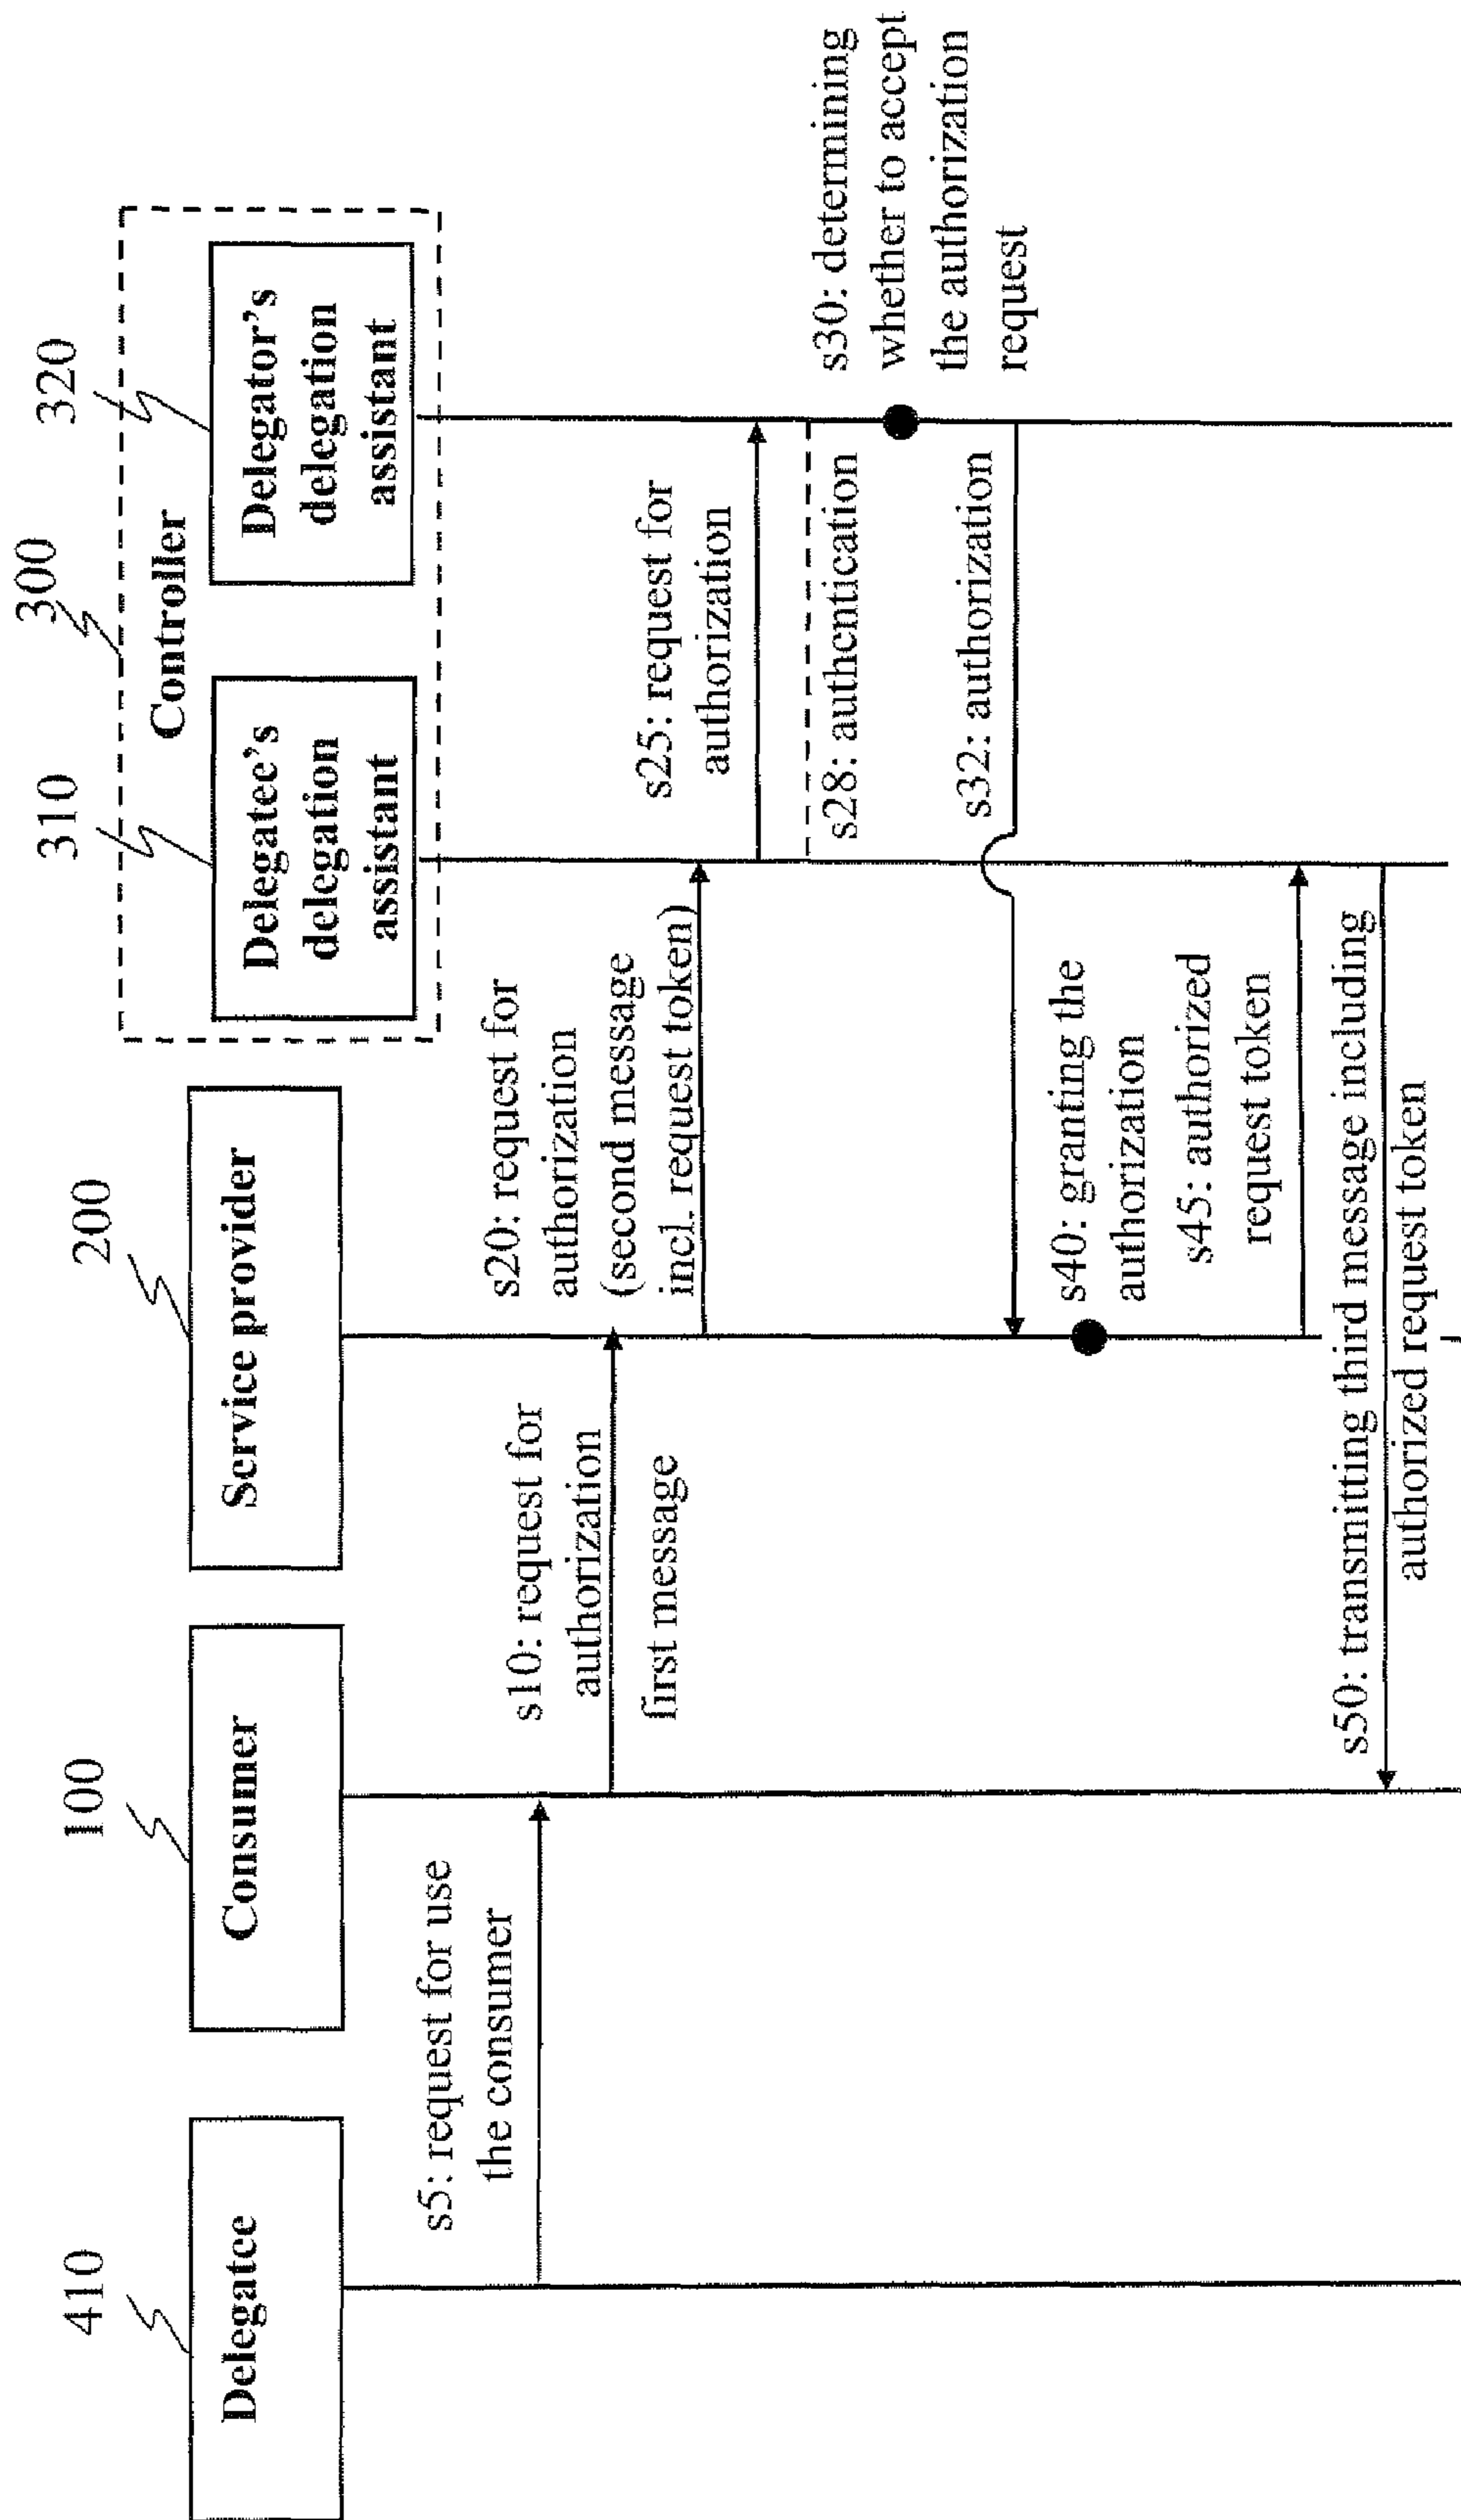 300
310
320
410
100
200
Controller
Delegatee
Consumer
Service provider
Delegatee's
delegation
assistant
Delegator's
delegation
assistant
s5: request for use
the consumer
s10: request for
authorization
first message
s20: request for
authorization
(second message
incl. request token)
s25: request for
authorization
s28: authentication
s30: determining
whether to accept
the authorization
request
s32: authorization
s40: granting the
authorization
s45: authorized
request token
s50: transmitting third message including
authorized request token